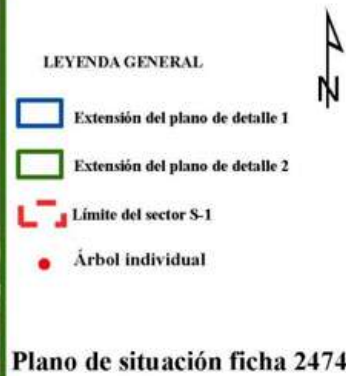 N
LEYENDA GENERAL
Extensión del plano de detalle 1
Extensión del plano de detalle 2
Límite del sector S-1
Árbol individual
Plano de situación ficha 2474